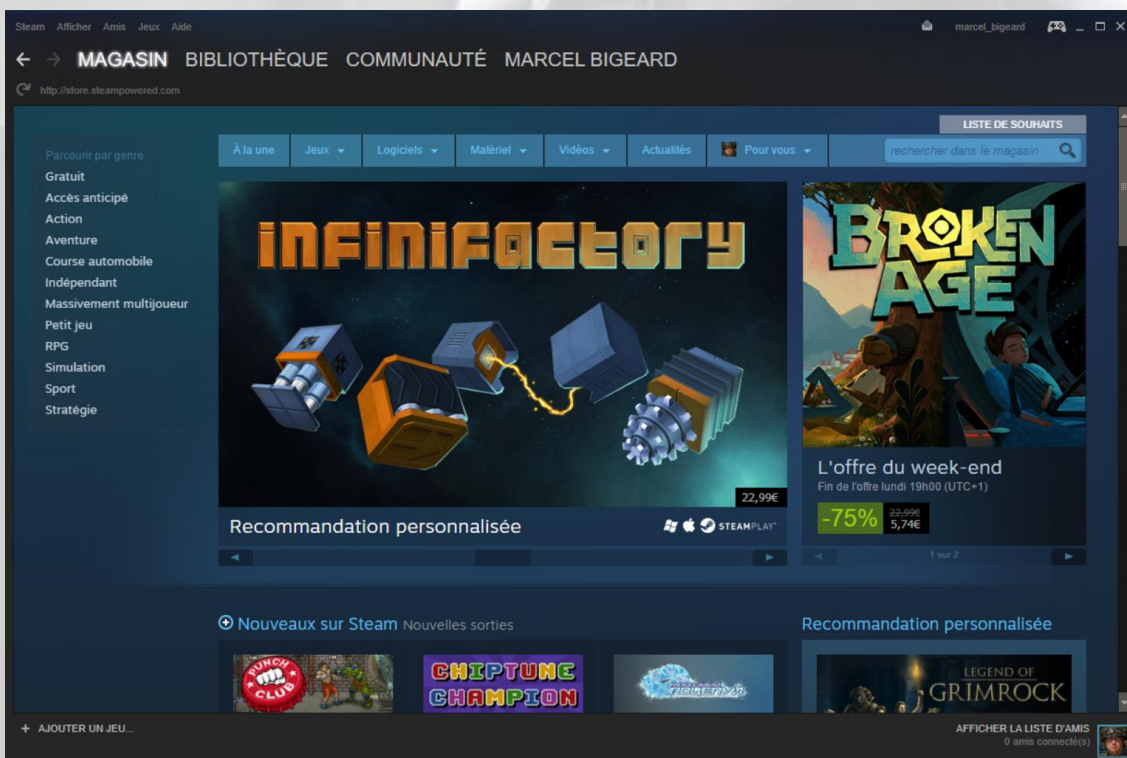 Steam Afficher Amis Jeux Aide
marcel_bigeard
MAGASIN BIBLIOTHÈQUE COMMUNAUTÉ MARCEL BIGEARD
http://store.steampowered.com
LISTE DE SOUHAITS
À la une Jeux Logiciels Matériel Vidéos Actualités Pour vous rechercher dans le magasin
Parcourir par genre
Gratuit
Accès anticipé
Action
Aventure
Course automobile
Indépendant
Massivement multijoueur
Petit jeu
RPG
Simulation
Sport
Stratégie
INFINIFACTORY
22,99€
Recommandation personnalisée
STEAMPLAY
BROKEN
AGE
L'offre du week-end
Fin de l'offre lundi 19h00 (UTC+1)
-75%
22,99€
5,74€
1 sur 2
Nouveaux sur Steam Nouvelles sorties
Recommandation personnalisée
PUNCH
CLUB
CHIPTUNE
CHAMPION
LEGEND OF
GRIMROCK
+ AJOUTER UN JEU...
AFFICHER LA LISTE D'AMIS
0 amis connecté(s)